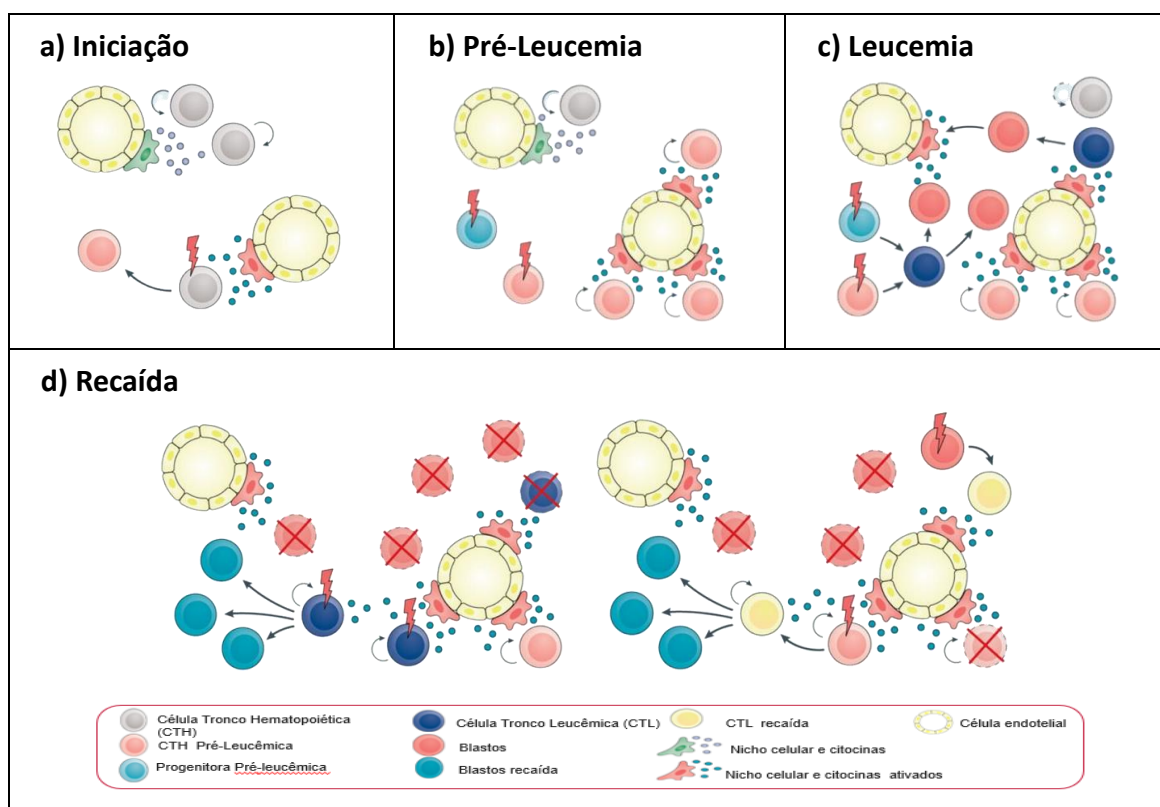 a) Iniciação
b) Pré-Leucemia
c) Leucemia
d) Recaída
Célula Tronco Hematopoiética
(CTH)
CTH Pré-Leucêmica
Progenitora Pré-leucêmica
Célula Tronco Leucêmica (CTL)
Blastos
Blastos recaída
CTL recaída
Nicho celular e citocinas
Nicho celular e citocinas ativados
Célula endotelial